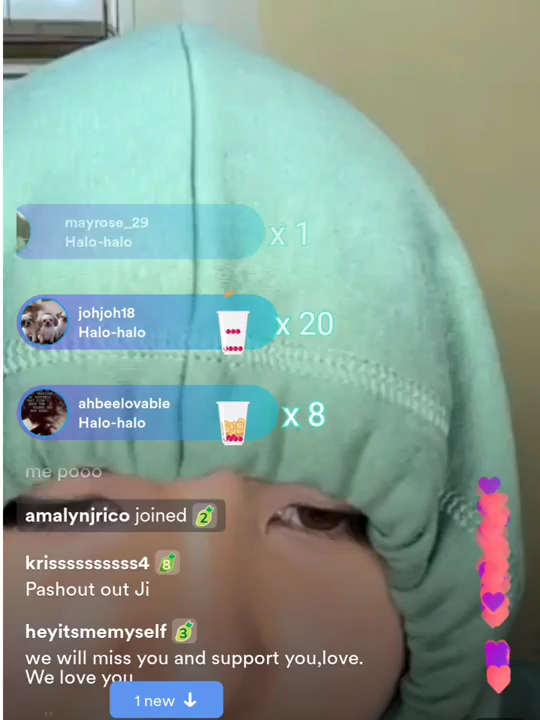 mayrose_29
Halo-halo
x 1
johjoh18
Halo-halo
x 20
ahbeelovable
Halo-halo
x 8
me pooo
amalynjrico joined 2
krissssssssss4 8
Pashout out Ji
heyitsmemyself 3
we will miss you and support you,love.
We love you
1 new